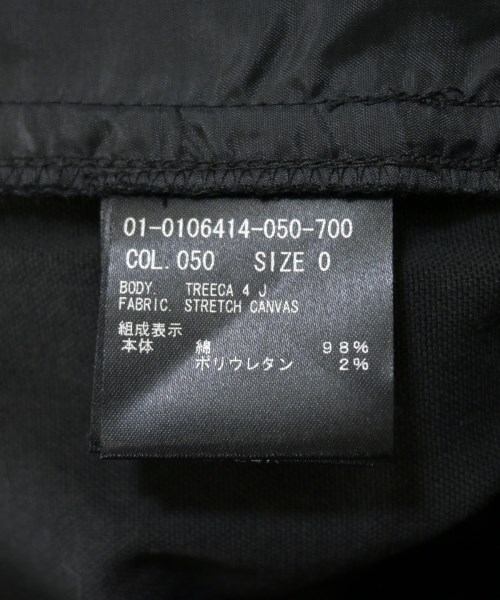 01-0106414-050-700
COL. 050 SIZE 0
BODY. TREECA 4 J
FABRIC. STRETCH CANVAS
組成表示
本体 綿 98%
ポリウレタン 2%